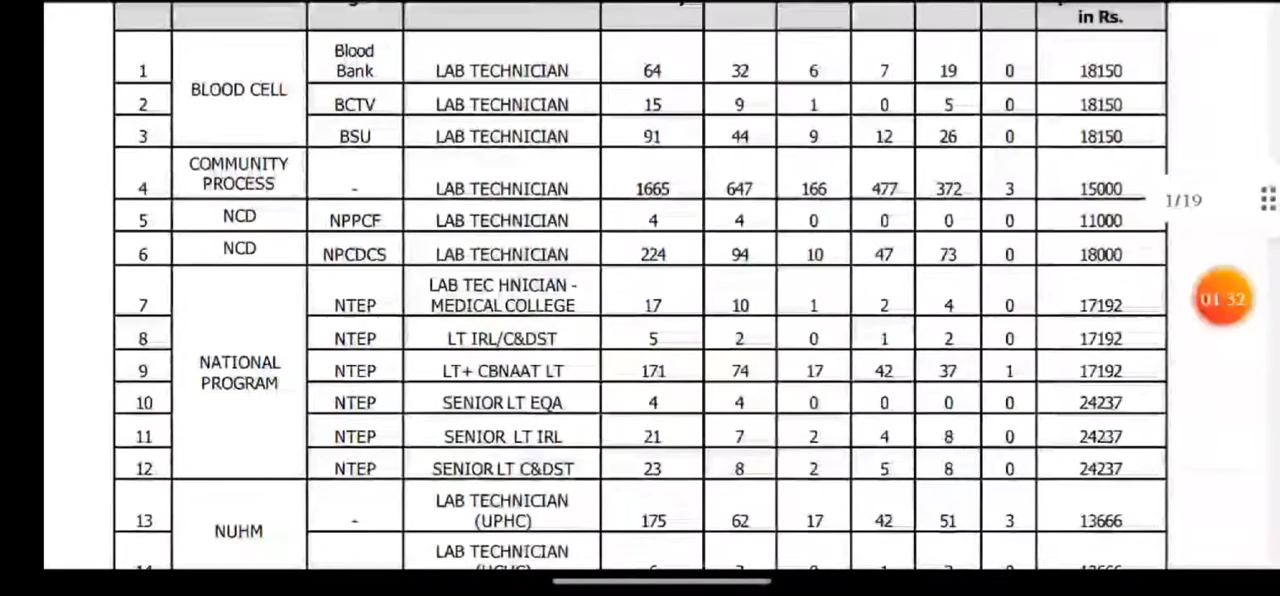 in Rs.
1 BLOOD CELL Blood Bank LAB TECHNICIAN 64 32 6 7 19 0 18150
2 BCTV LAB TECHNICIAN 15 9 1 0 5 0 18150
3 BSU LAB TECHNICIAN 91 44 9 12 26 0 18150
4 COMMUNITY PROCESS - LAB TECHNICIAN 1665 647 166 477 372 3 15000
1/19
5 NCD NPPCF LAB TECHNICIAN 4 4 0 0 0 0 11000
6 NCD NPCDCS LAB TECHNICIAN 224 94 10 47 73 0 18000
7 NATIONAL PROGRAM NTEP LAB TEC HNICIAN - MEDICAL COLLEGE 17 10 1 2 4 0 17192
01:32
8 NTEP LT IRL/C&DST 5 2 0 1 2 0 17192
9 NTEP LT+ CBNAAT LT 171 74 17 42 37 1 17192
10 NTEP SENIOR LT EQA 4 4 0 0 0 0 24237
11 NTEP SENIOR LT IRL 21 7 2 4 8 0 24237
12 NTEP SENIOR LT C&DST 23 8 2 5 8 0 24237
13 NUHM - LAB TECHNICIAN (UPHC) 175 62 17 42 51 3 13666
LAB TECHNICIAN